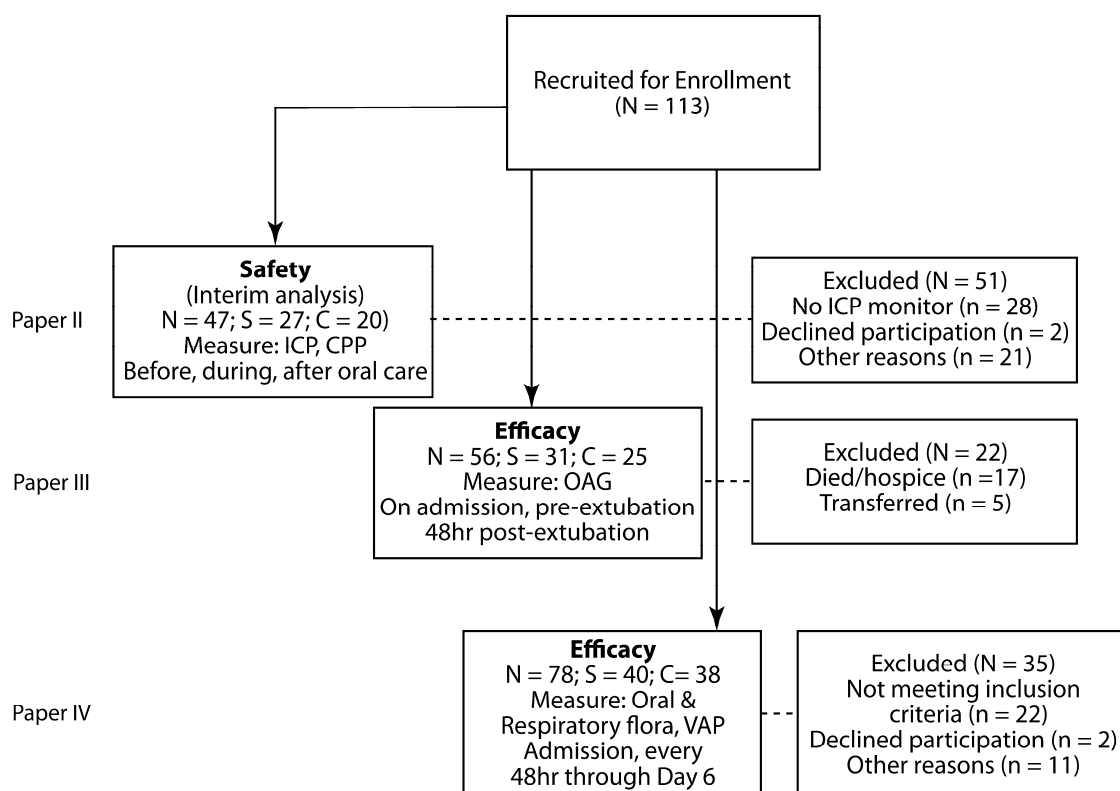 Recruited for Enrollment
(N = 113)
Paper II
Safety
(Interim analysis)
N = 47; S = 27; C = 20)
Measure: ICP, CPP
Before, during, after oral care
Excluded (N = 51)
No ICP monitor (n = 28)
Declined participation (n = 2)
Other reasons (n = 21)
Paper III
Efficacy
N = 56; S = 31; C = 25
Measure: OAG
On admission, pre-extubation
48hr post-extubation
Excluded (N = 22)
Died/hospice (n =17)
Transferred (n = 5)
Paper IV
Efficacy
N = 78; S = 40; C= 38
Measure: Oral &
Respiratory flora, VAP
Admission, every
48hr through Day 6
Excluded (N = 35)
Not meeting inclusion
criteria (n = 22)
Declined participation (n = 2)
Other reasons (n = 11)